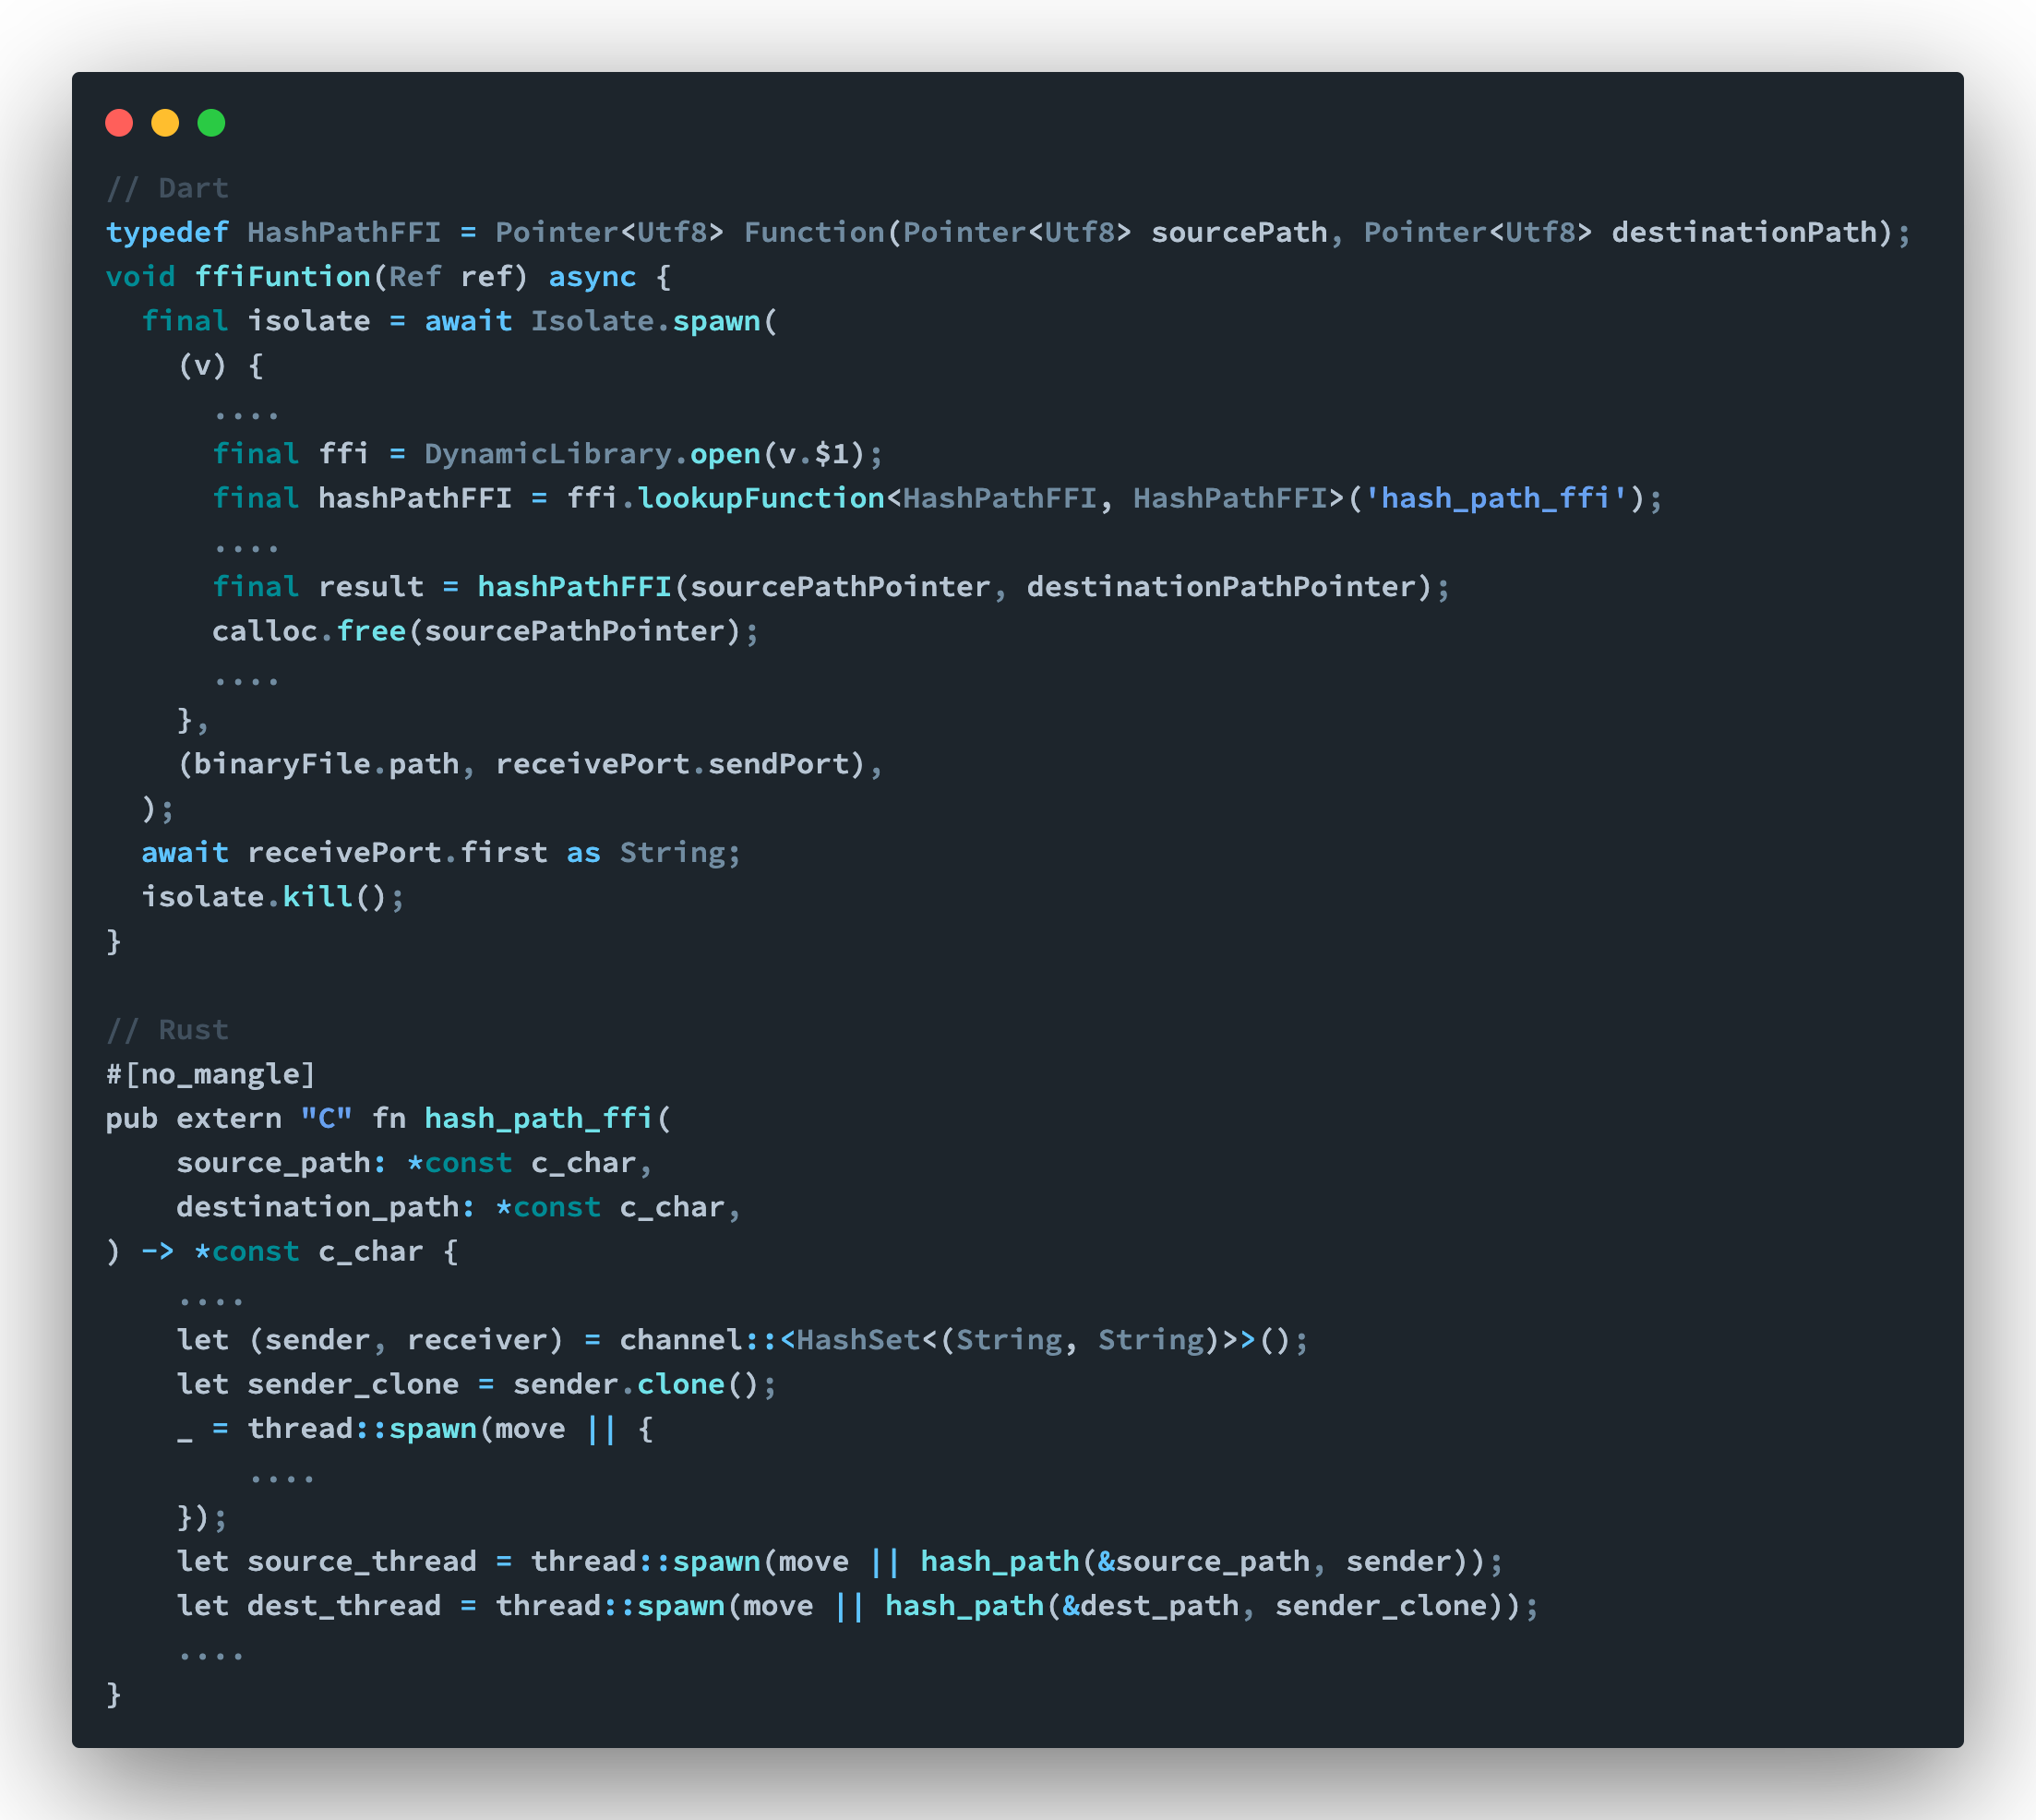 // Dart
typedef HashPathFFI = Pointer<Utf8> Function(Pointer<Utf8> sourcePath, Pointer<Utf8> destinationPath);
void ffiFuntion(Ref ref) async {
  final isolate = await Isolate.spawn(
    (v) {
      ....
      final ffi = DynamicLibrary.open(v.$1);
      final hashPathFFI = ffi.lookupFunction<HashPathFFI, HashPathFFI>('hash_path_ffi');
      ....
      final result = hashPathFFI(sourcePathPointer, destinationPathPointer);
      calloc.free(sourcePathPointer);
      ....
    },
    (binaryFile.path, receivePort.sendPort),
  );
  await receivePort.first as String;
  isolate.kill();
}

// Rust
#[no_mangle]
pub extern "C" fn hash_path_ffi(
    source_path: *const c_char,
    destination_path: *const c_char,
) -> *const c_char {
    ....
    let (sender, receiver) = channel::<HashSet<(String, String)>>();
    let sender_clone = sender.clone();
    _ = thread::spawn(move || {
        ....
    });
    let source_thread = thread::spawn(move || hash_path(&source_path, sender));
    let dest_thread = thread::spawn(move || hash_path(&dest_path, sender_clone));
    ....
}